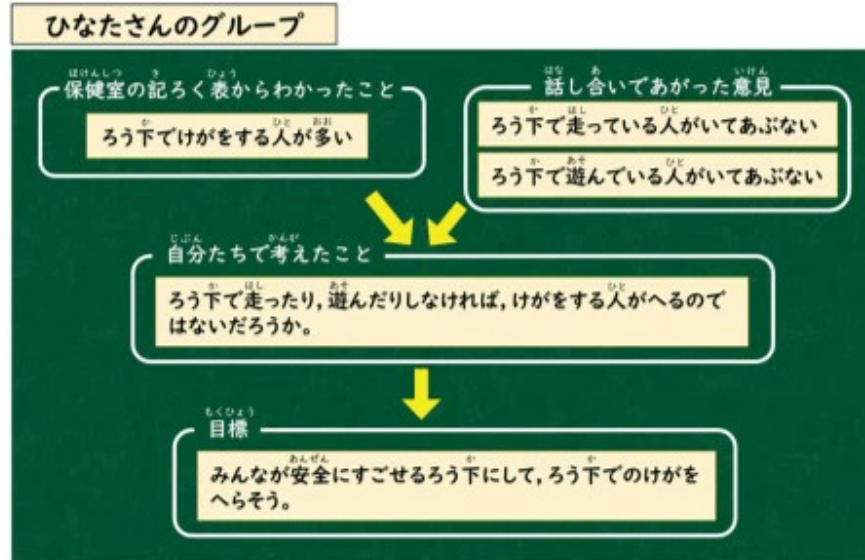 ひなたさんのグループ
保健室の記ろく表からわかったこと
ろう下でけがをする人が多い
話し合いであがった意見
ろう下で走っている人がいてあぶない
ろう下で遊んでいる人がいてあぶない
自分たちで考えたこと
ろう下で走ったり,遊んだりしなければ,けがをする人がへるので
はないだろうか。
目標
みんなが安全にすごせるろう下にして,ろう下でのけがを
へらそう。